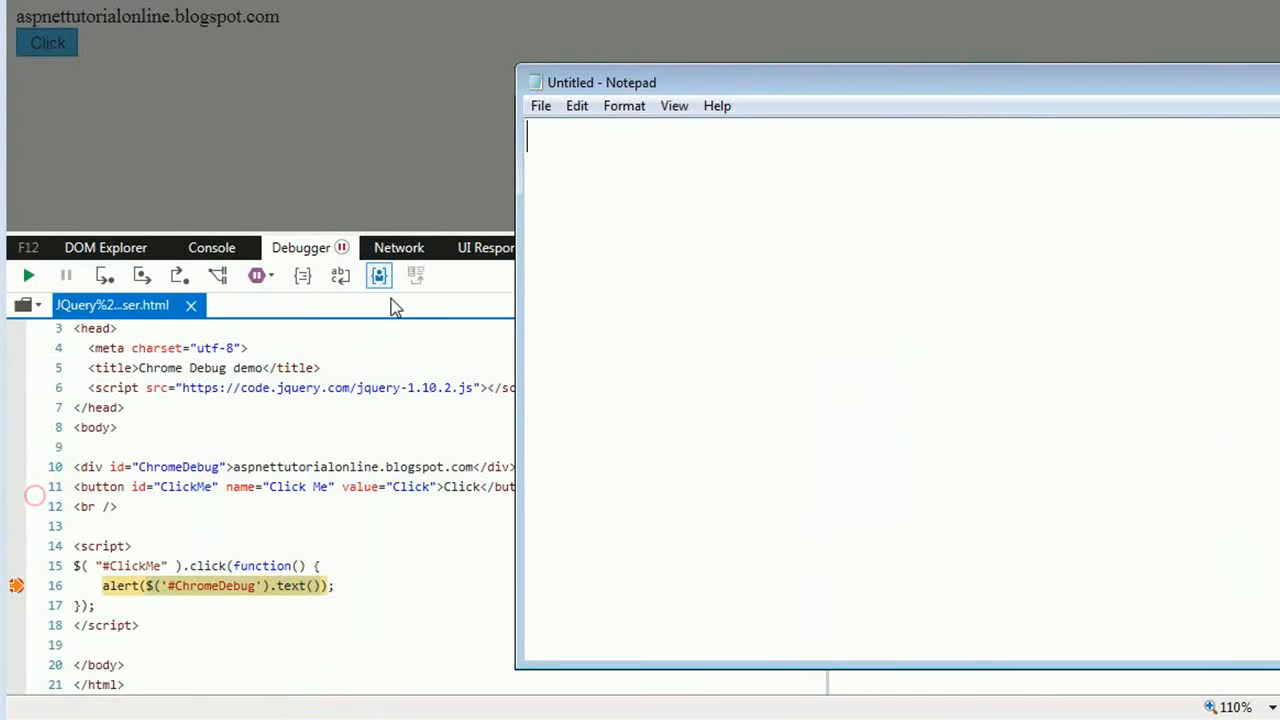 aspnettutorialonline.blogspot.com
Click
Untitled - Notepad
File Edit Format View Help
F12 DOM Explorer Console Debugger Network UI Respor
JQuery%2...ser.html
3 <head>
4 <meta charset="utf-8">
5 <title>Chrome Debug demo</title>
6 <script src="https://code.jquery.com/jquery-1.10.2.js"></sc
7 </head>
8 <body>
9
10 <div id="ChromeDebug">aspnettutorialonline.blogspot.com</div>
11 <button id="ClickMe" name="Click Me" value="Click">Click</but
12 <br />
13
14 <script>
15 $( "#ClickMe" ).click(function() {
16 alert($('#ChromeDebug').text());
17 });
18 </script>
19
20 </body>
21 </html>
110%